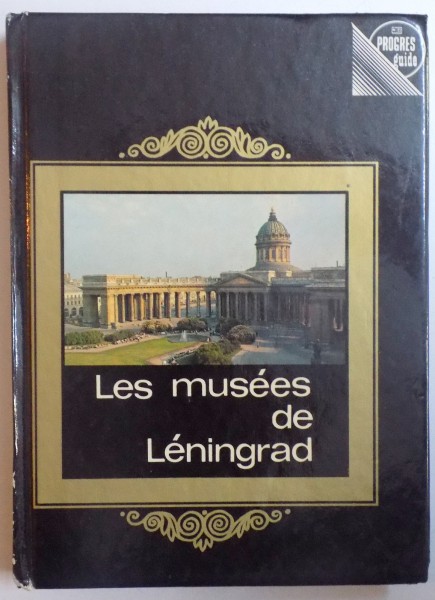 PROGRES
guide
Les musées
de
Léningrad